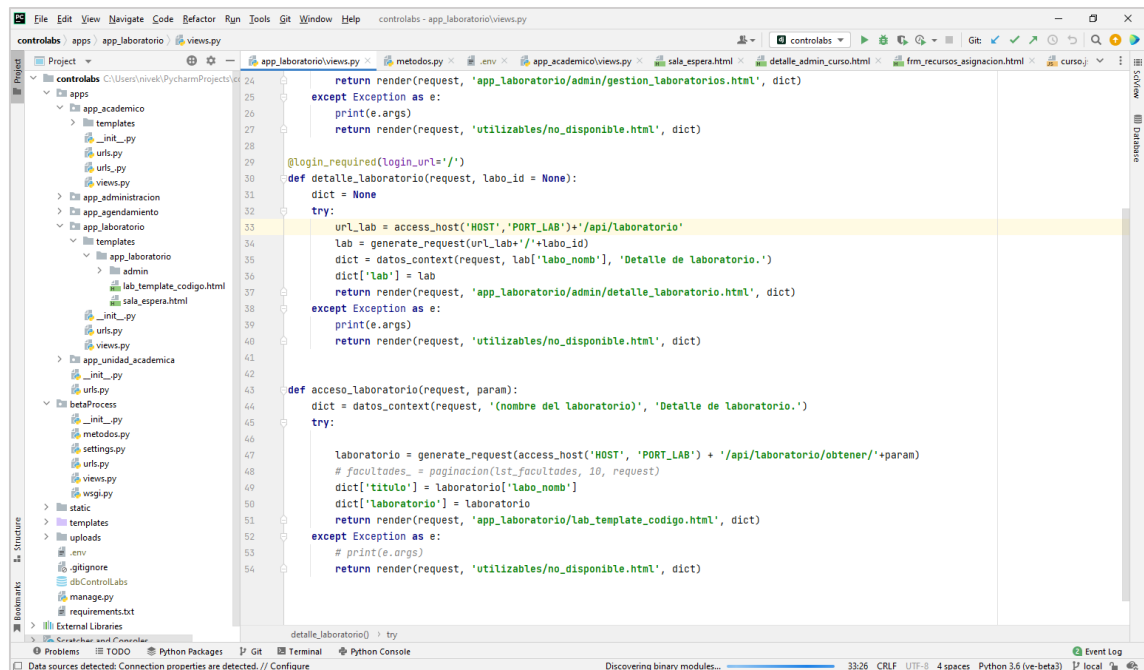 File Edit View Navigate Code Refactor Run Tools Git Window Help controlabs - app_laboratorio\views.py
controlabs apps app_laboratorio views.py controlabs Git:
Project app_laboratorio\views.py metodos.py .env app_academico\views.py sala_espera.html detalle_admin_curso.html frm_recursos_asignacion.html curso.j
controlabs C:\Users\nivek\PycharmProjects\c
apps
app_academico
templates
__init__.py
urls.py
urls_.py
views.py
app_administracion
app_agendamiento
app_laboratorio
templates
app_laboratorio
admin
lab_template_codigo.html
sala_espera.html
__init__.py
urls.py
views.py
app_unidad_academica
__init__.py
urls.py
betaProcess
__init__.py
metodos.py
settings.py
urls.py
views.py
wsgi.py
static
templates
uploads
.env
.gitignore
dbControlLabs
manage.py
requirements.txt
External Libraries
Scratches and Consoles
24 return render(request, 'app_laboratorio/admin/gestion_laboratorios.html', dict)
25 except Exception as e:
26 print(e.args)
27 return render(request, 'utilizables/no_disponible.html', dict)
28
29 @login_required(login_url='/')
30 def detalle_laboratorio(request, labo_id = None):
31 dict = None
32 try:
33 url_lab = access_host('HOST','PORT_LAB')+'/api/laboratorio'
34 lab = generate_request(url_lab+'/'+labo_id)
35 dict = datos_context(request, lab['labo_nomb'], 'Detalle de laboratorio.')
36 dict['lab'] = lab
37 return render(request, 'app_laboratorio/admin/detalle_laboratorio.html', dict)
38 except Exception as e:
39 print(e.args)
40 return render(request, 'utilizables/no_disponible.html', dict)
41
42
43 def acceso_laboratorio(request, param):
44 dict = datos_context(request, '(nombre del laboratorio)', 'Detalle de laboratorio.')
45 try:
46
47 laboratorio = generate_request(access_host('HOST', 'PORT_LAB') + '/api/laboratorio/obtener/'+param)
48 # facultades_ = paginacion(lst_facultades, 10, request)
49 dict['titulo'] = laboratorio['labo_nomb']
50 dict['laboratorio'] = laboratorio
51 return render(request, 'app_laboratorio/lab_template_codigo.html', dict)
52 except Exception as e:
53 # print(e.args)
54 return render(request, 'utilizables/no_disponible.html', dict)
detalle_laboratorio() try
Project
Structure
Bookmarks
SciView
Database
Problems TODO Python Packages Git Terminal Python Console Event Log
Data sources detected: Connection properties are detected. // Configure Discovering binary modules... 33:26 CRLF UTF-8 4 spaces Python 3.6 (ve-beta3) local